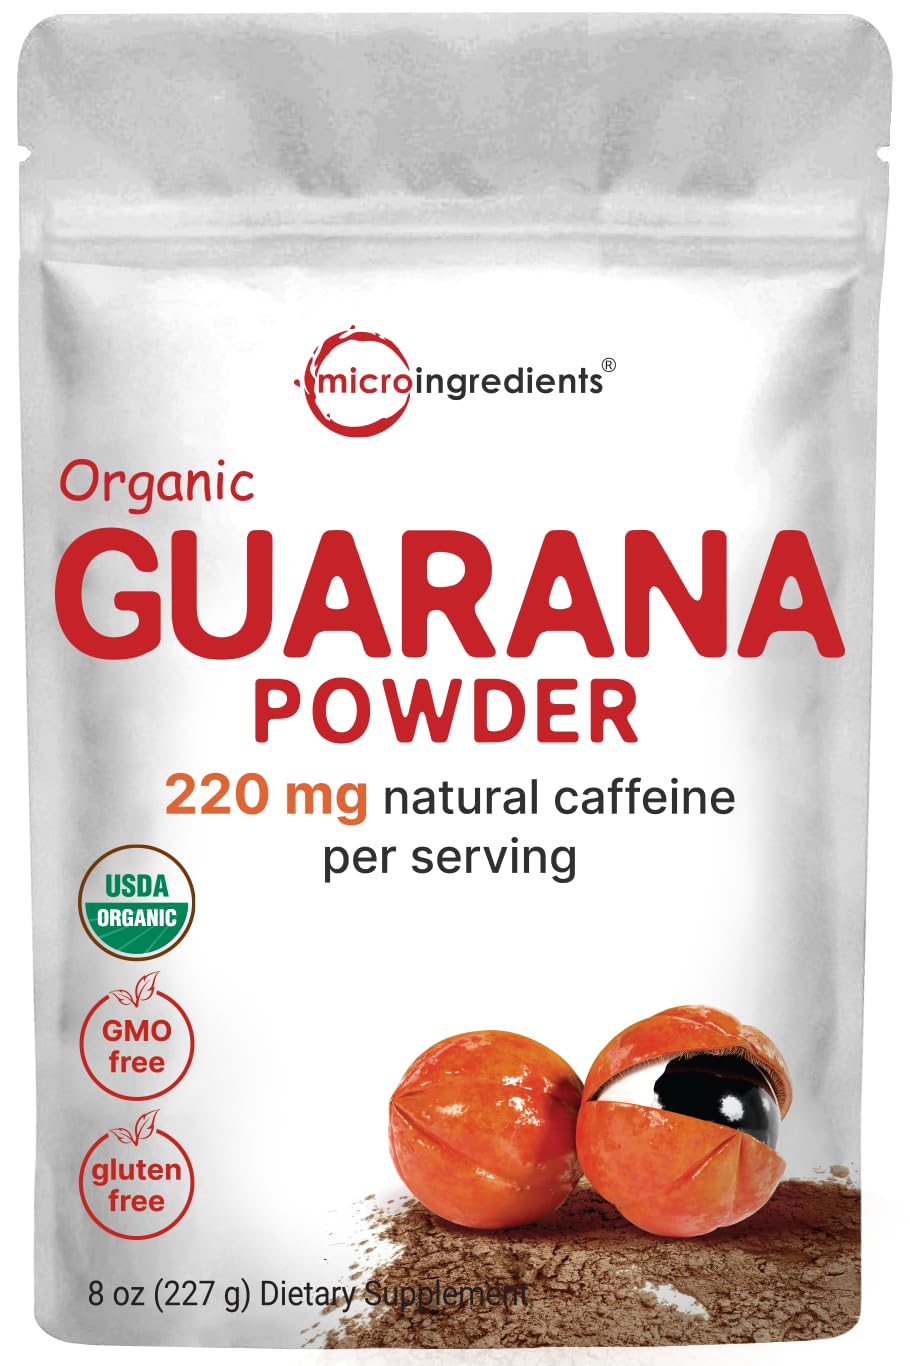 microingredients®
Organic
GUARANA
POWDER
220 mg natural caffeine
per serving
USDA
ORGANIC
GMO
free
gluten
free
8 oz (227 g) Dietary Supplement